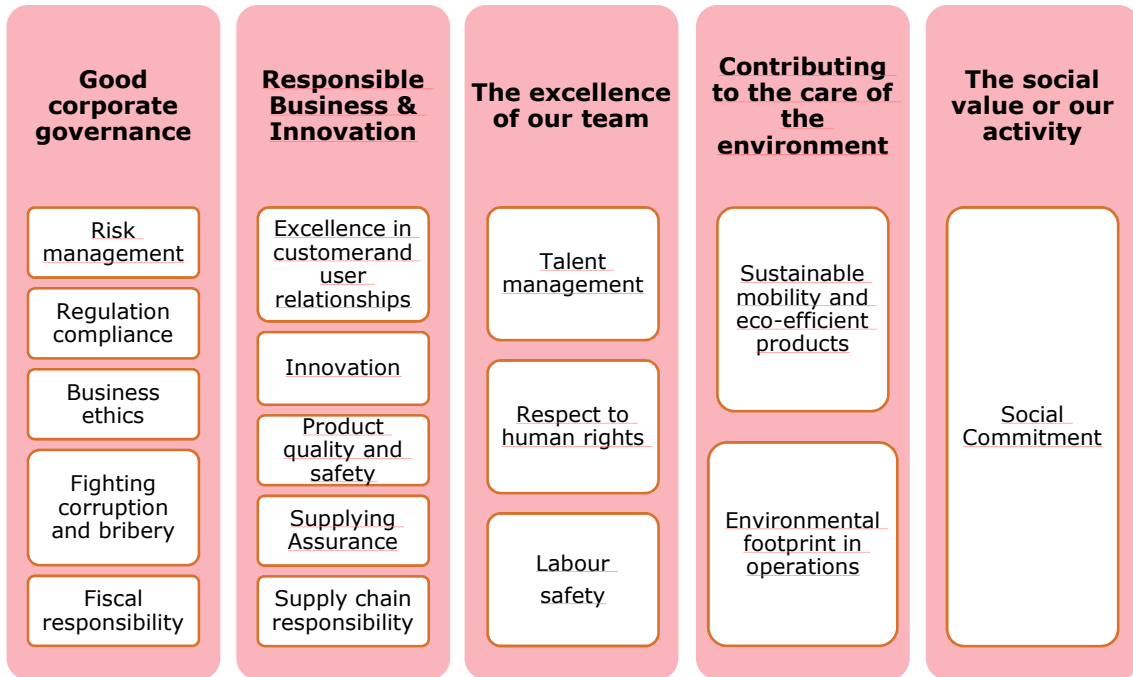 Good
corporate
governance
Risk
management
Regulation
compliance
Business
ethics
Fighting
corruption
and bribery
Fiscal
responsibility
Responsible
Business &
Innovation
Excellence in
customerand
user
relationships
Innovation
Product
quality and
safety
Supplying
Assurance
Supply chain
responsibility
The excellence
of our team
Talent
management
Respect to
human rights
Labour
safety
Contributing
to the care of
the
environment
Sustainable
mobility and
eco-efficient
products
Environmental
footprint in
operations
The social
value or our
activity
Social
Commitment